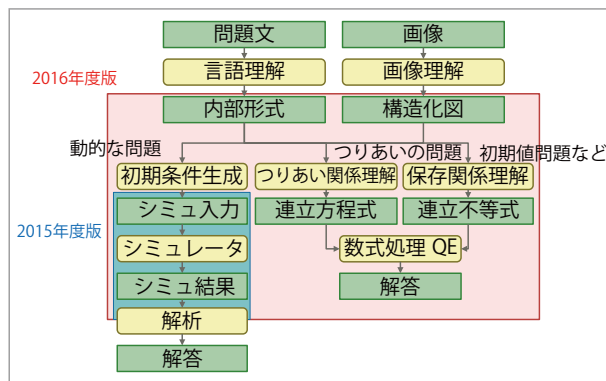 問題文
画像
言語理解
画像理解
2016年度版
内部形式
構造化図
動的な問題
つりあいの問題
初期値問題など
初期条件生成
つりあい関係理解
保存関係理解
シミュ入力
連立方程式
連立不等式
2015年度版
シミュレータ
数式処理 QE
シミュ結果
解答
解析
解答